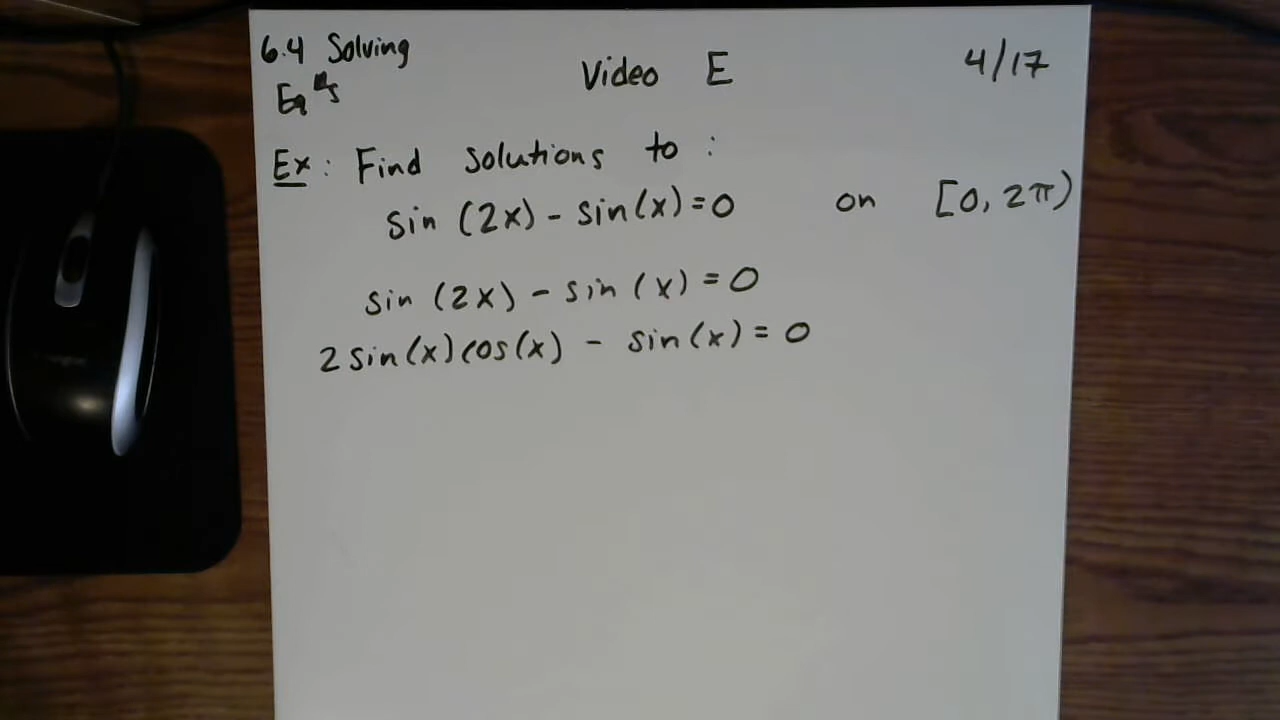 6.4 Solving Video E 4/17
Eqns
Ex: Find solutions to:
sin (2x) - sin(x) = 0 on [0, 2π)
sin (2x) - sin (x) = 0
2 sin(x) cos(x) - sin(x) = 0